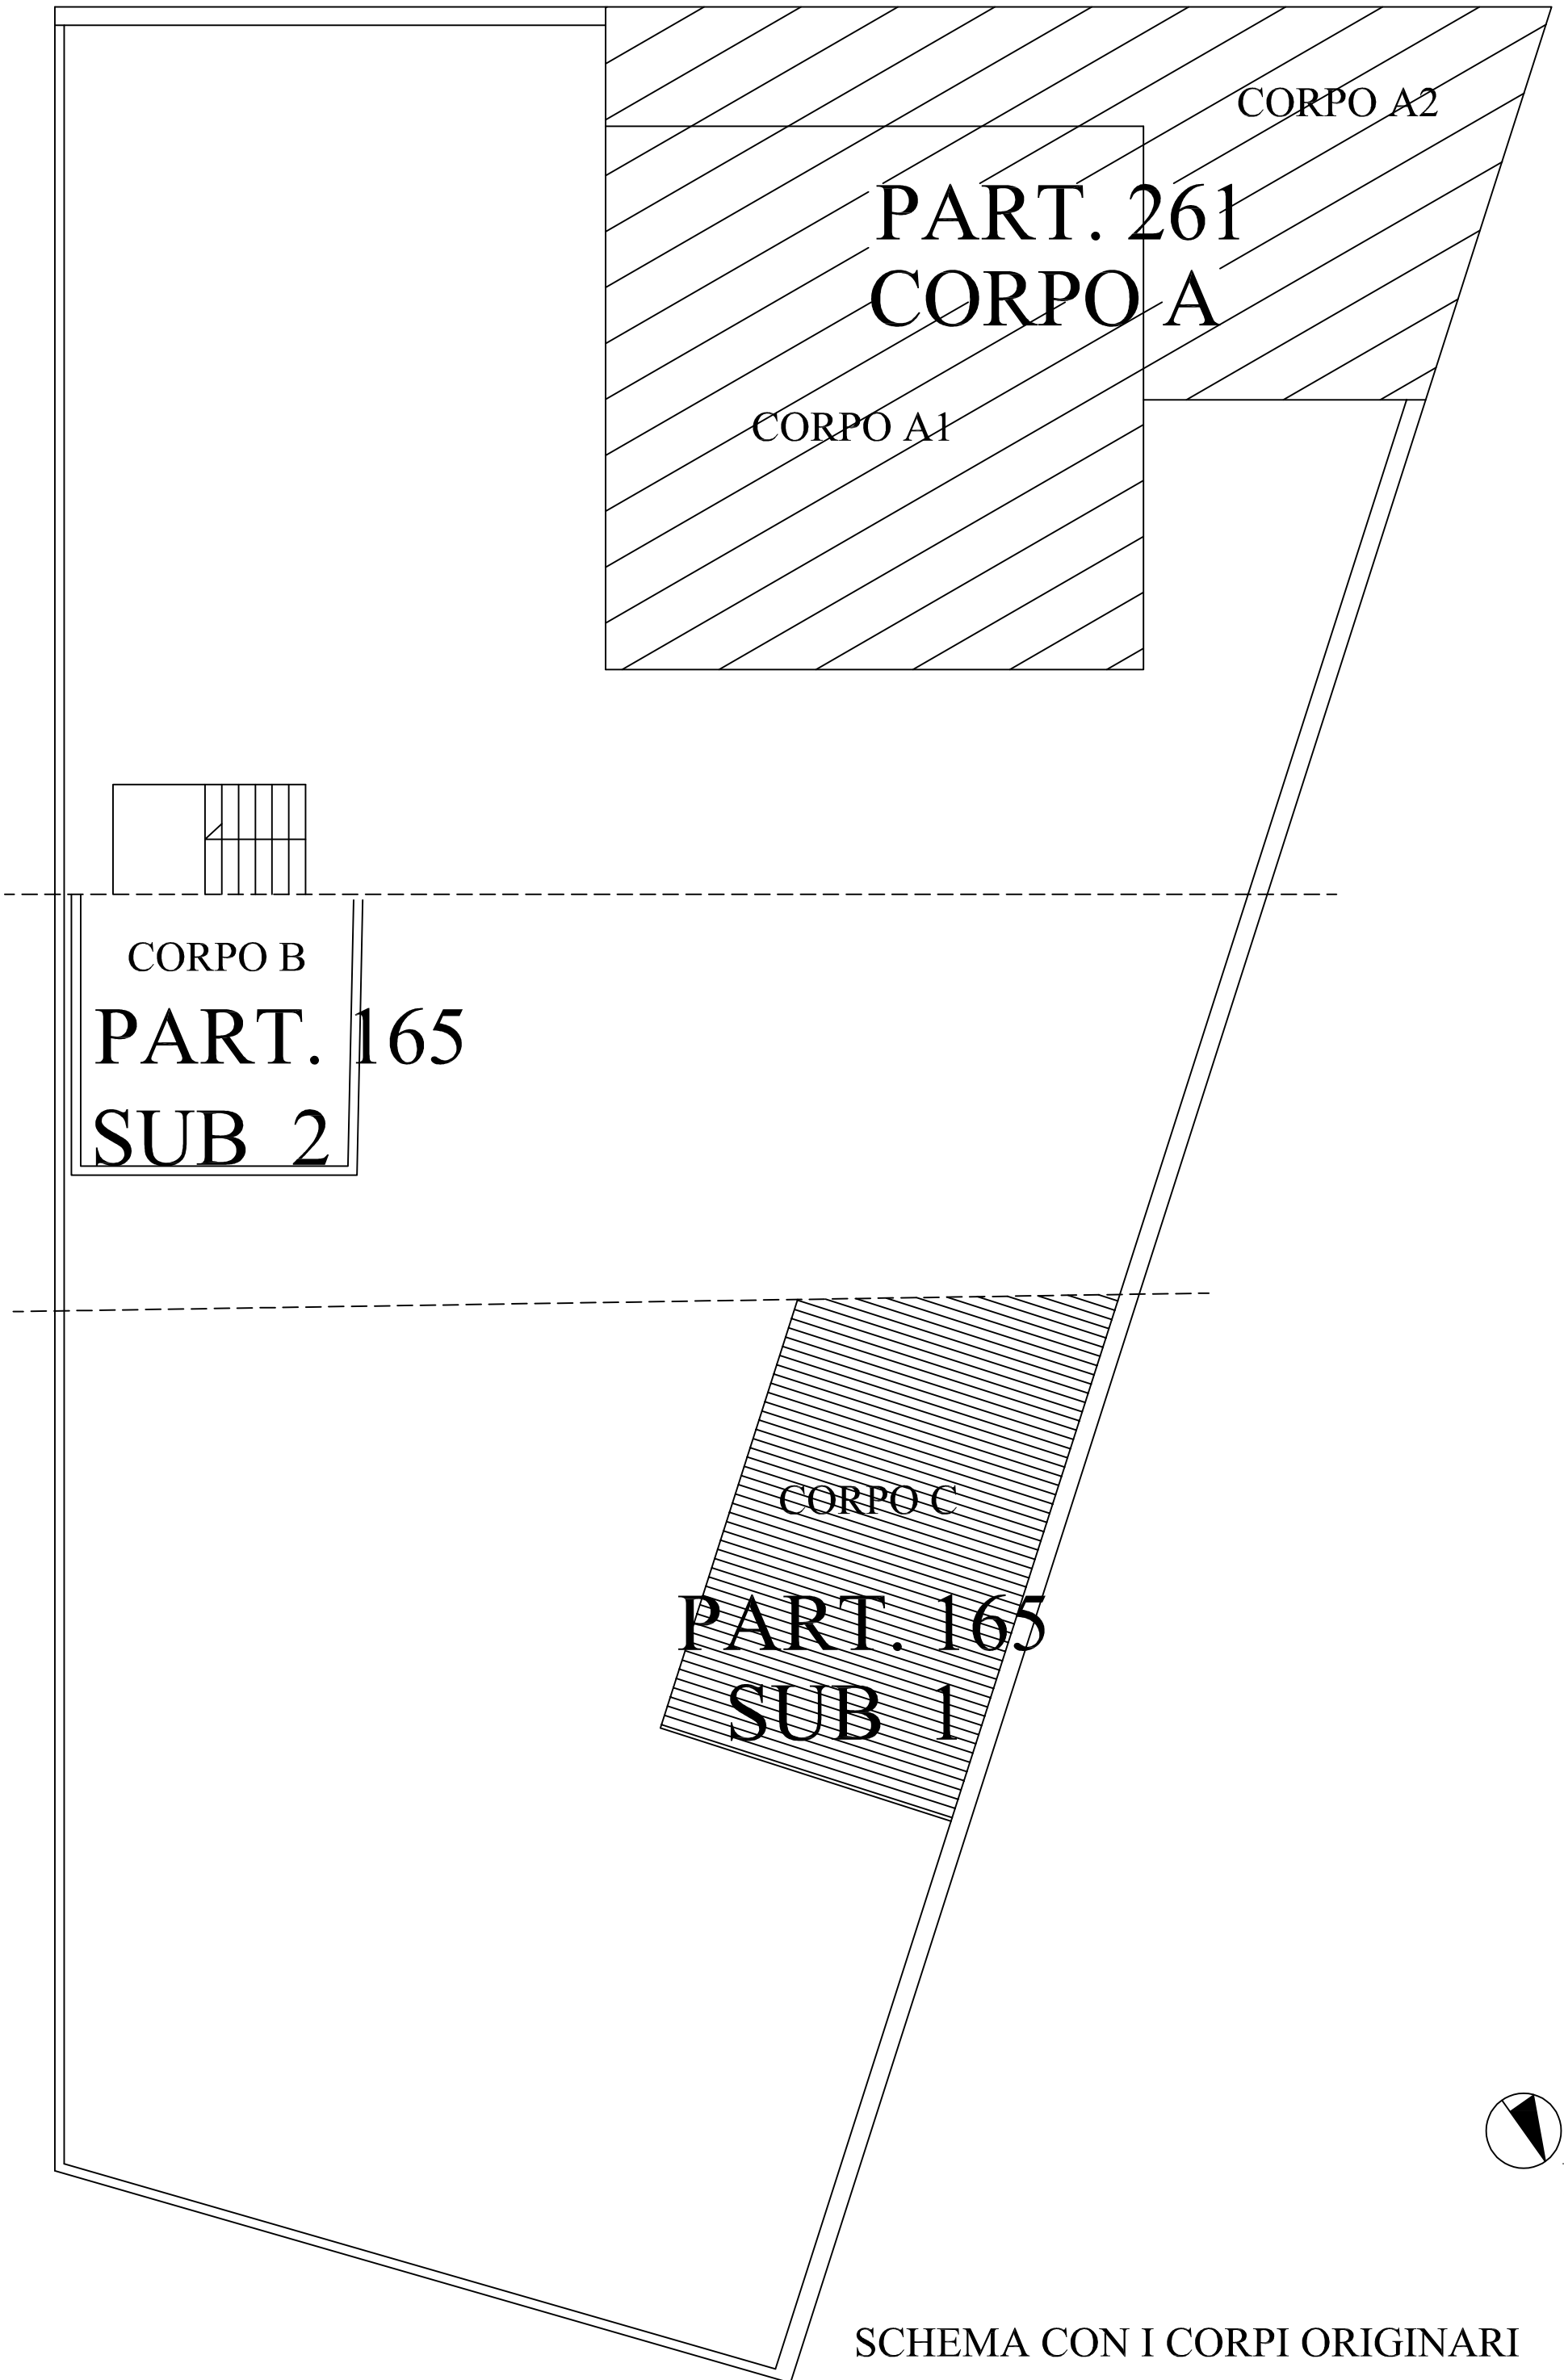 CORPO A2
PART. 261
CORPO A
CORPO A1
CORPO B
PART. 165
SUB 2
CORPO C
PART. 165
SUB 1
SCHEMA CON I CORPI ORIGINARI